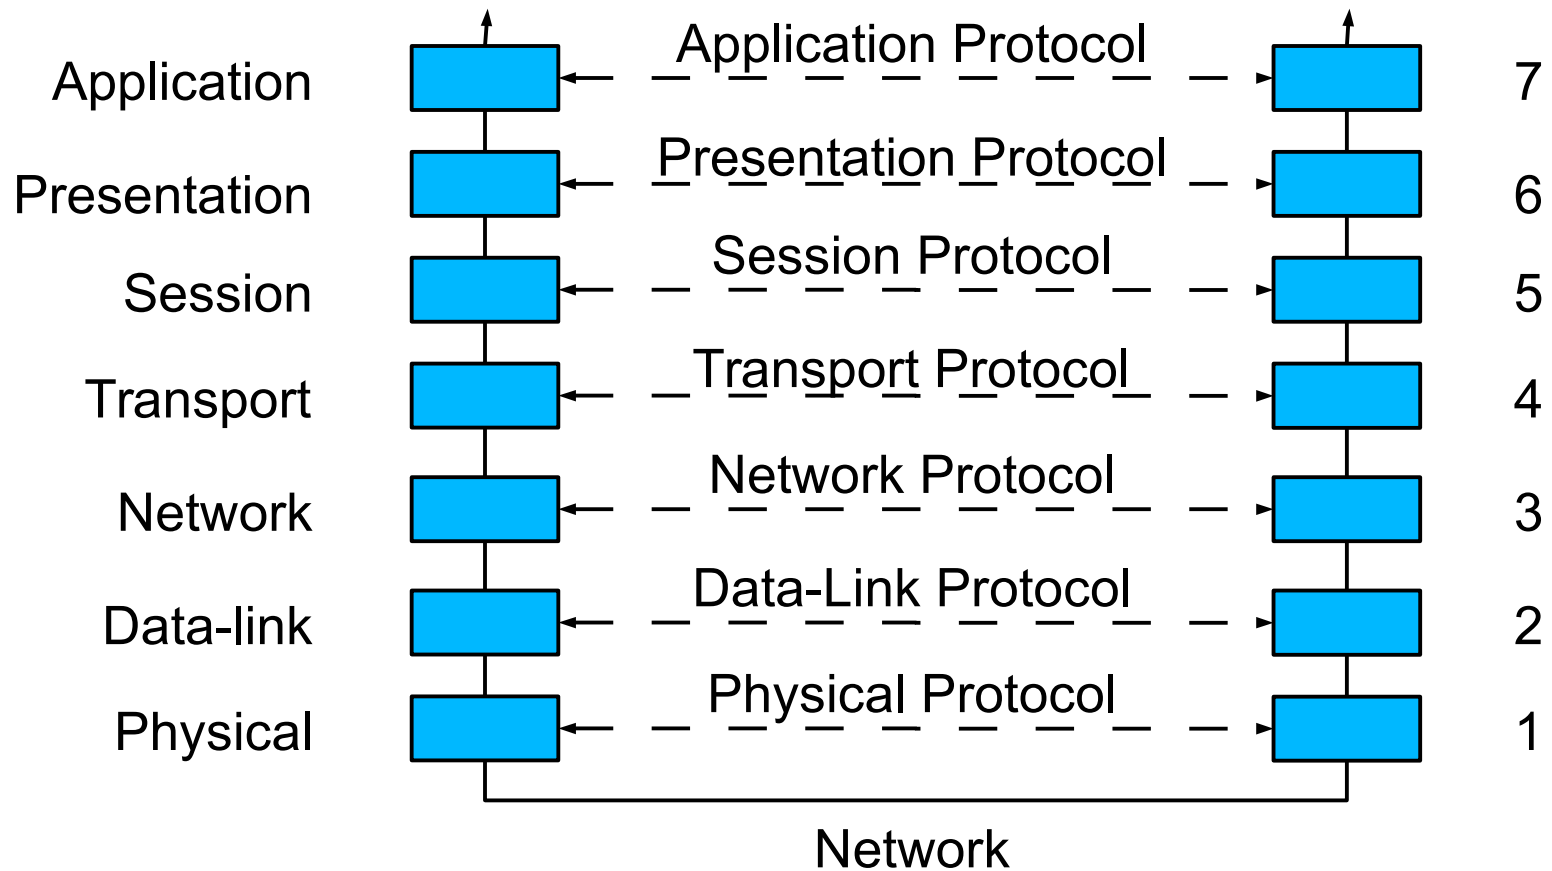 Application Protocol
Application
7
Presentation Protocol
Presentation
6
Session Protocol
Session
5
Transport Protocol
Transport
4
Network Protocol
Network
3
Data-Link Protocol
Data-link
2
Physical Protocol
Physical
1
Network